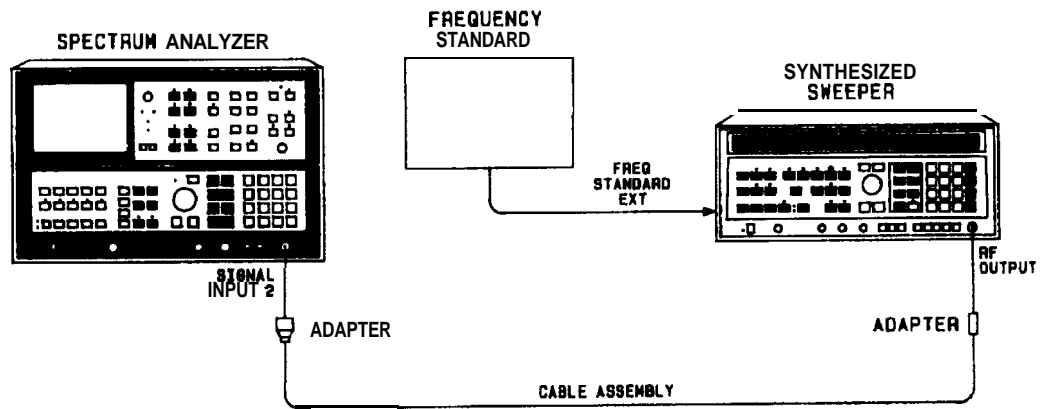 SPECTRUM ANALYZER
FREQUENCY
STANDARD
SYNTHESIZED
SWEEPER
FREQ
STANDARD
EXT
SIGNAL
INPUT 2
RF
OUTPUT
ADAPTER
ADAPTER
CABLE ASSEMBLY